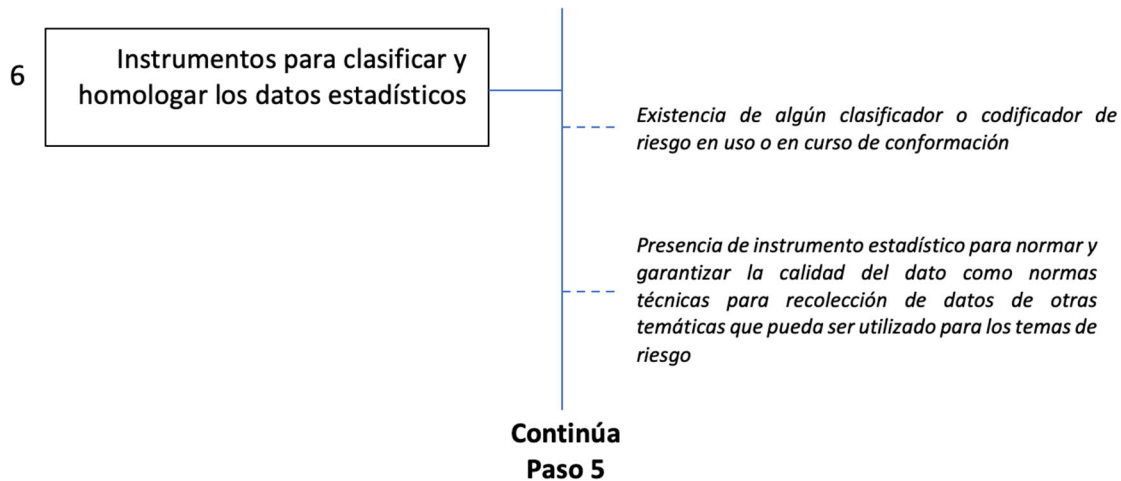 6
Instrumentos para clasificar y
homologar los datos estadísticos
Existencia de algún clasificador o codificador de
riesgo en uso o en curso de conformación
Presencia de instrumento estadístico para normar y
garantizar la calidad del dato como normas
técnicas para recolección de datos de otras
temáticas que pueda ser utilizado para los temas de
riesgo
Continúa
Paso 5